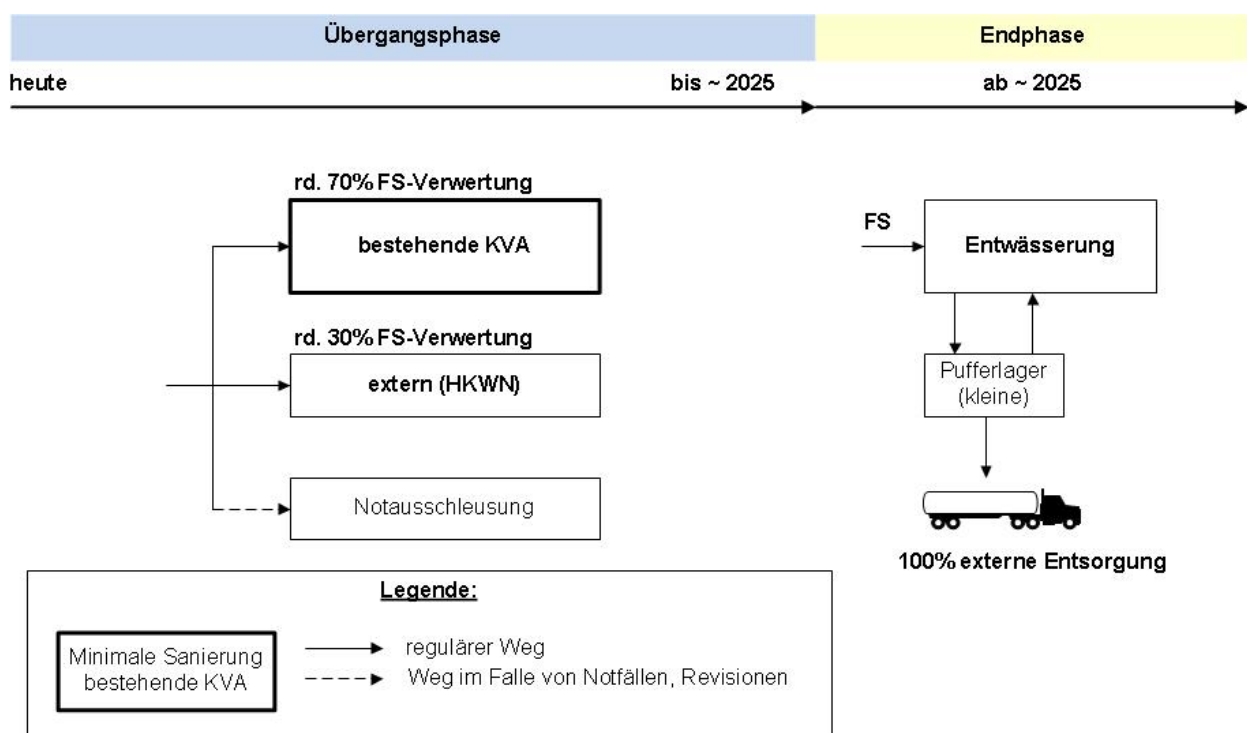 Übergangsphase
Endphase
heute
bis ~ 2025
ab ~ 2025
rd. 70% FS-Verwertung
bestehende KVA
rd. 30% FS-Verwertung
extern (HKWN)
Notausschleusung
FS
Entwässerung
Pufferlager
(kleine)
100% externe Entsorgung
Legende:
Minimale Sanierung
bestehende KVA
regulärer Weg
Weg im Falle von Notfällen, Revisionen